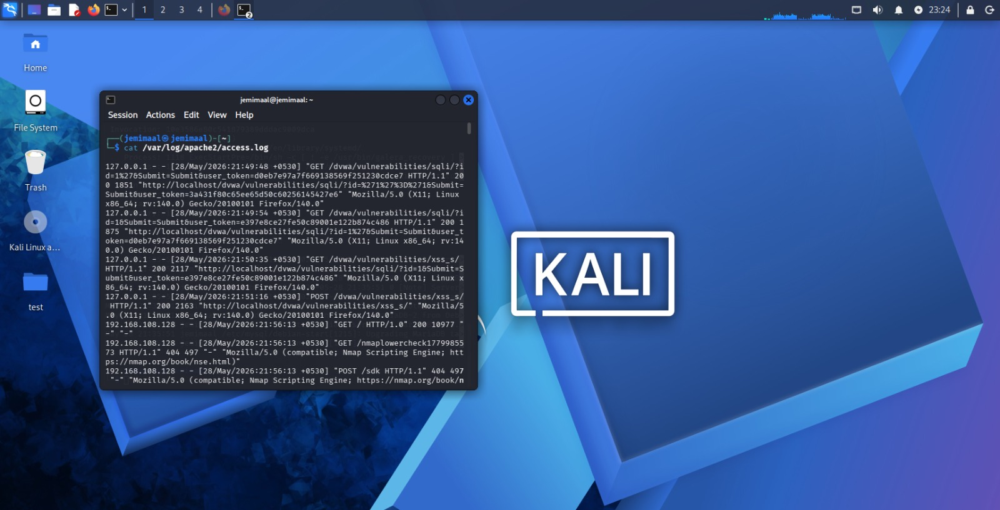 1 2 3 4
2
23:24
Home
File System
Trash
Kali Linux a...
test
jemimaal@jemimaal: ~
Session Actions Edit View Help
┌──(jemimaal㉿jemimaal)-[~]
└─$ cat /var/log/apache2/access.log
127.0.0.1 - - [28/May/2026:21:49:48 +0530] "GET /dvwa/vulnerabilities/sqli/?i
d=1%27&Submit=Submit&user_token=d0eb7e97a7f669138569f251230cdce7 HTTP/1.1" 20
0 1851 "http://localhost/dvwa/vulnerabilities/sqli/?id=%271%27%3D%271&Submit=
Submit&user_token=3a431f80c65ee65d50c60256145427e6" "Mozilla/5.0 (X11; Linux
x86_64; rv:140.0) Gecko/20100101 Firefox/140.0"
127.0.0.1 - - [28/May/2026:21:49:54 +0530] "GET /dvwa/vulnerabilities/sqli/?i
d=1&Submit=Submit&user_token=e397e8ce27fe50c89001e122b874c486 HTTP/1.1" 200 1
875 "http://localhost/dvwa/vulnerabilities/sqli/?id=1%27&Submit=Submit&user_t
oken=d0eb7e97a7f669138569f251230cdce7" "Mozilla/5.0 (X11; Linux x86_64; rv:14
0.0) Gecko/20100101 Firefox/140.0"
127.0.0.1 - - [28/May/2026:21:50:35 +0530] "GET /dvwa/vulnerabilities/xss_s/
HTTP/1.1" 200 2117 "http://localhost/dvwa/vulnerabilities/sqli/?id=1&Submit=S
ubmit&user_token=e397e8ce27fe50c89001e122b874c486" "Mozilla/5.0 (X11; Linux x
86_64; rv:140.0) Gecko/20100101 Firefox/140.0"
127.0.0.1 - - [28/May/2026:21:51:16 +0530] "POST /dvwa/vulnerabilities/xss_s/
HTTP/1.1" 200 2163 "http://localhost/dvwa/vulnerabilities/xss_s/" "Mozilla/5
.0 (X11; Linux x86_64; rv:140.0) Gecko/20100101 Firefox/140.0"
192.168.108.128 - - [28/May/2026:21:56:13 +0530] "GET / HTTP/1.0" 200 10977 "
-" "-"
192.168.108.128 - - [28/May/2026:21:56:13 +0530] "GET /nmaplowercheck17799855
73 HTTP/1.1" 404 497 "-" "Mozilla/5.0 (compatible; Nmap Scripting Engine; htt
ps://nmap.org/book/nse.html)"
192.168.108.128 - - [28/May/2026:21:56:13 +0530] "POST /sdk HTTP/1.1" 404 497
"-" "Mozilla/5.0 (compatible; Nmap Scripting Engine; https://nmap.org/book/n
KALI